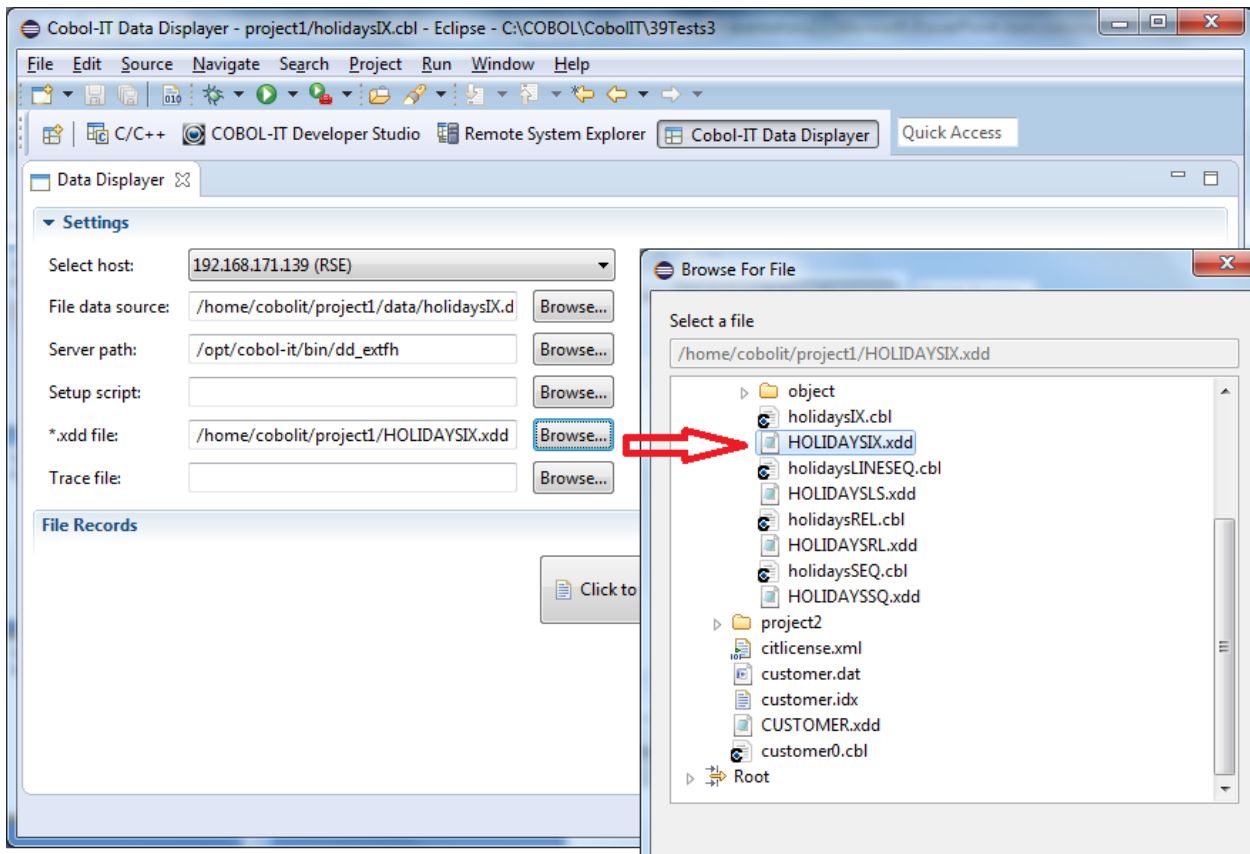 Cobol-IT Data Displayer - project1/holidaysIX.cbl - Eclipse - C:\COBOL\CobolIT\39Tests3
File Edit Source Navigate Search Project Run Window Help
010
C/C++ COBOL-IT Developer Studio Remote System Explorer Cobol-IT Data Displayer Quick Access
Data Displayer
Settings
Select host: 192.168.171.139 (RSE)
File data source: /home/cobolit/project1/data/holidaysIX.d Browse...
Server path: /opt/cobol-it/bin/dd_extfh Browse...
Setup script: Browse...
*.xdd file: /home/cobolit/project1/HOLIDAYSIX.xdd Browse...
Trace file: Browse...
File Records
Click to
Browse For File
Select a file
/home/cobolit/project1/HOLIDAYSIX.xdd
object
holidaysIX.cbl
HOLIDAYSIX.xdd
holidaysLINESEQ.cbl
HOLIDAYSLS.xdd
holidaysREL.cbl
HOLIDAYSRL.xdd
holidaysSEQ.cbl
HOLIDAYSSQ.xdd
project2
citlicense.xml
customer.dat
customer.idx
CUSTOMER.xdd
customer0.cbl
Root